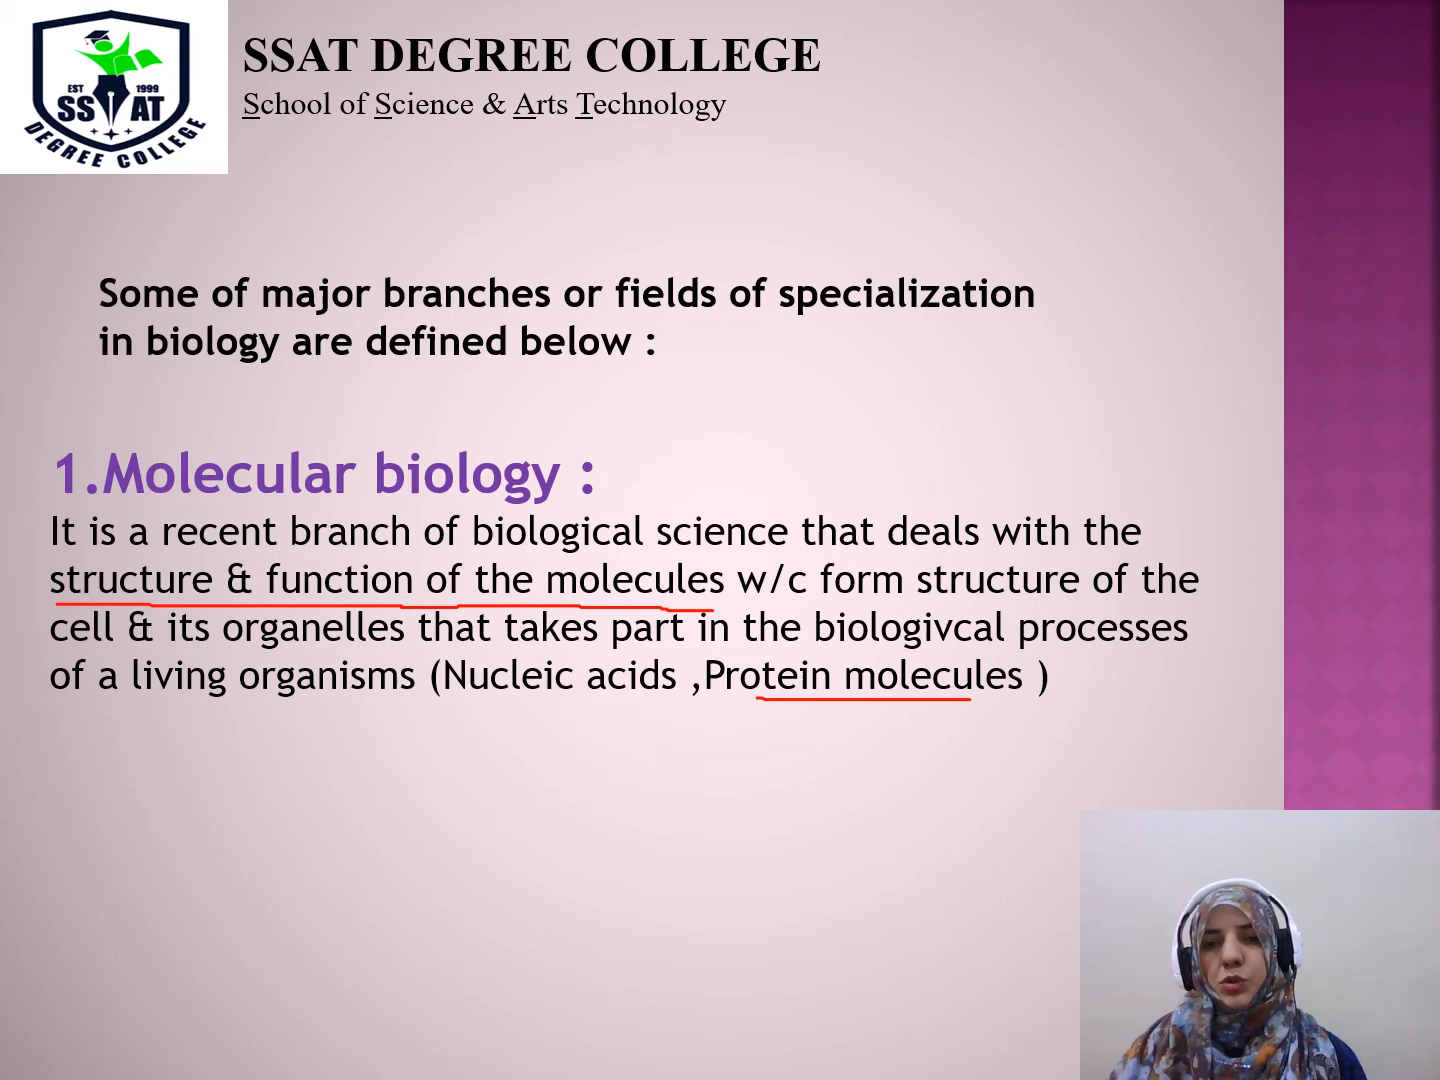 EST 1999
SS AT
DEGREE COLLEGE
SSAT DEGREE COLLEGE
School of Science & Arts Technology
Some of major branches or fields of specialization
in biology are defined below :
1.Molecular biology :
It is a recent branch of biological science that deals with the
structure & function of the molecules w/c form structure of the
cell & its organelles that takes part in the biologivcal processes
of a living organisms (Nucleic acids ,Protein molecules )